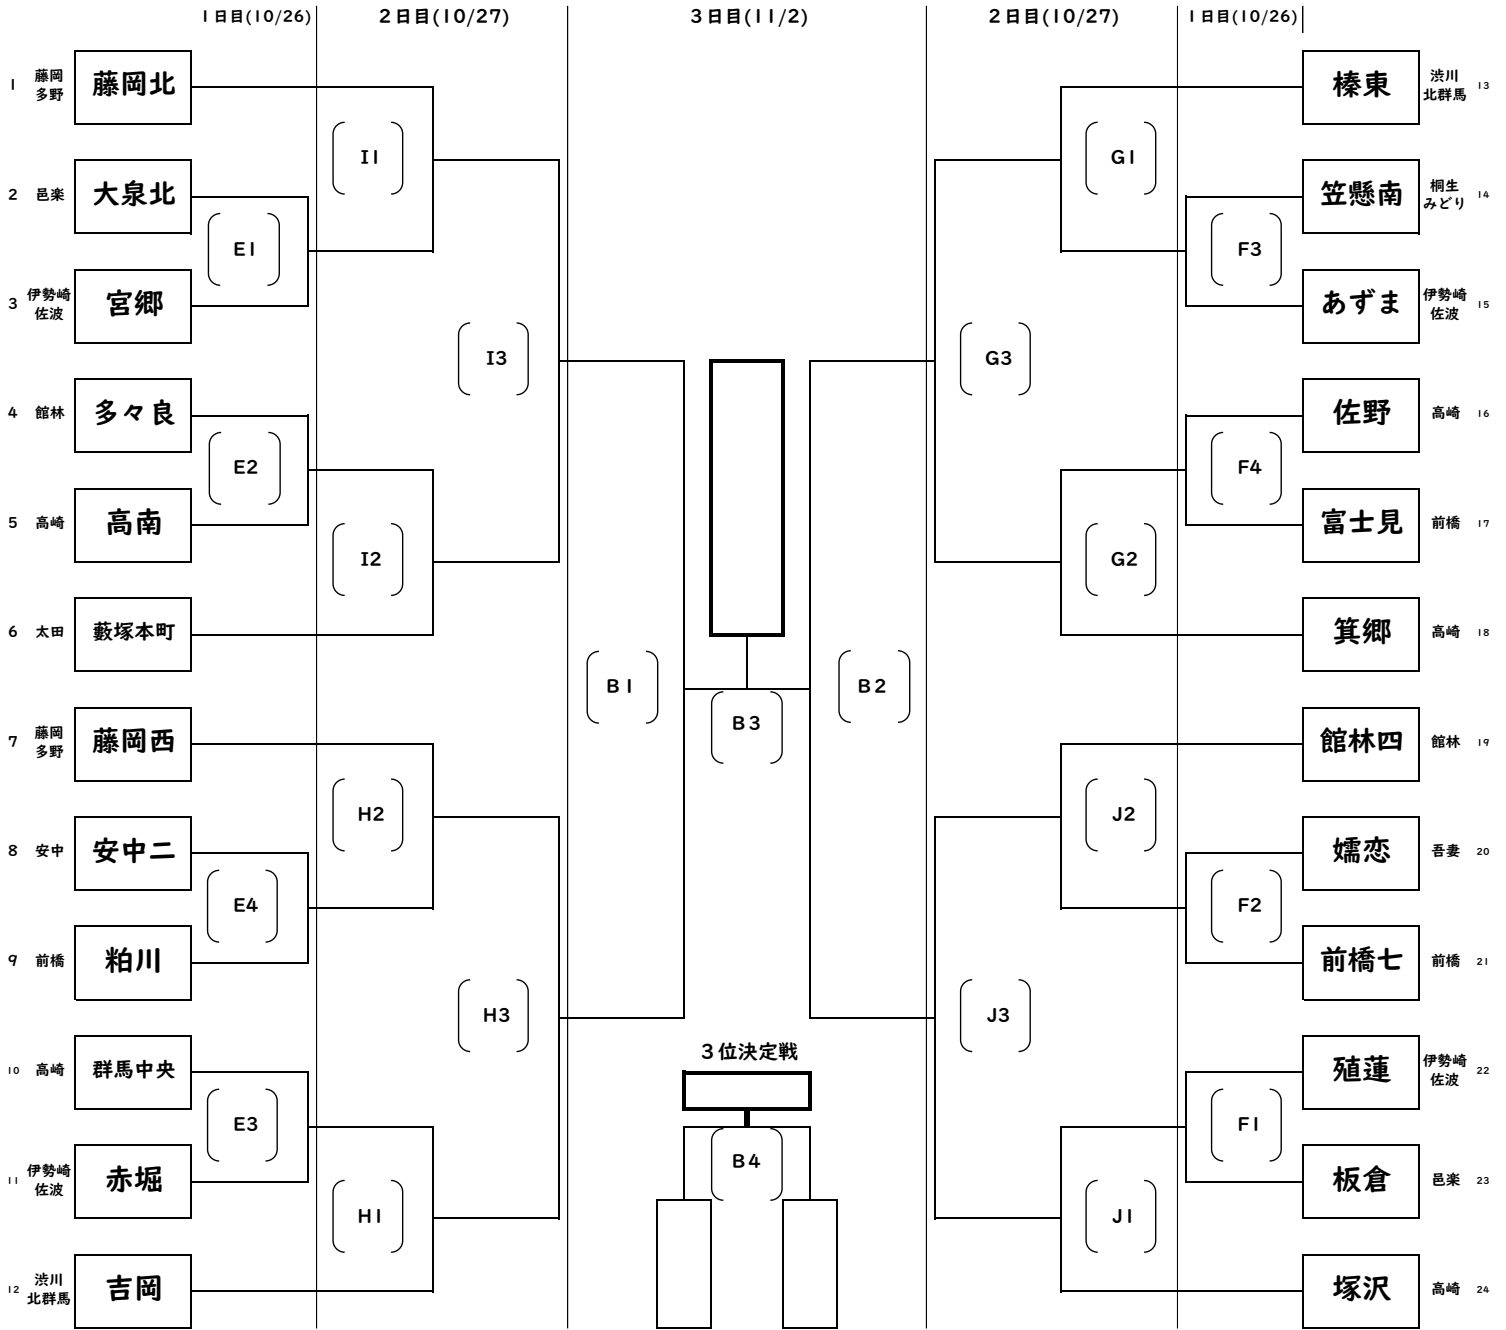 1日目(10/26)
2日目(10/27)
3日目(11/2)
2日目(10/27)
1日目(10/26)
1
藤岡
多野
藤岡北
I1
2
邑楽
大泉北
E1
3
伊勢崎
佐波
宮郷
I3
4
館林
多々良
E2
5
高崎
高南
I2
6
太田
藪塚本町
B1
7
藤岡
多野
藤岡西
H2
8
安中
安中二
E4
9
前橋
粕川
H3
10
高崎
群馬中央
E3
11
伊勢崎
佐波
赤堀
H1
12
渋川
北群馬
吉岡
B3
3位決定戦
B4
榛東
渋川
北群馬
13
G1
笠懸南
桐生
みどり
14
F3
あずま
伊勢崎
佐波
15
G3
佐野
高崎
16
F4
富士見
前橋
17
G2
箕郷
高崎
18
B2
館林四
館林
19
J2
嬬恋
吾妻
20
F2
前橋七
前橋
21
J3
殖蓮
伊勢崎
佐波
22
F1
板倉
邑楽
23
J1
塚沢
高崎
24